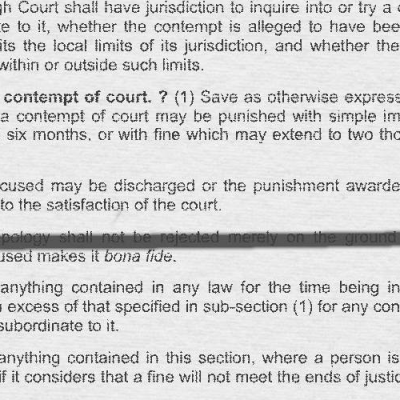 gh Court shall have jurisdiction to inquire into or try a
te to it, whether the contempt is alleged to have bee
its the local limits of its jurisdiction, and whether the
within or outside such limits.
contempt of court. ? (1) Save as otherwise express
a contempt of court may be punished with simple im
six months, or with fine which may extend to two tho
cused may be discharged or the punishment awarde
to the satisfaction of the court.
pology shall not be rejected merely on the ground
used makes it bona fide.
anything contained in any law for the time being in
excess of that specified in sub-section (1) for any con
subordinate to it.
anything contained in this section, where a person is
if it considers that a fine will not meet the ends of justic